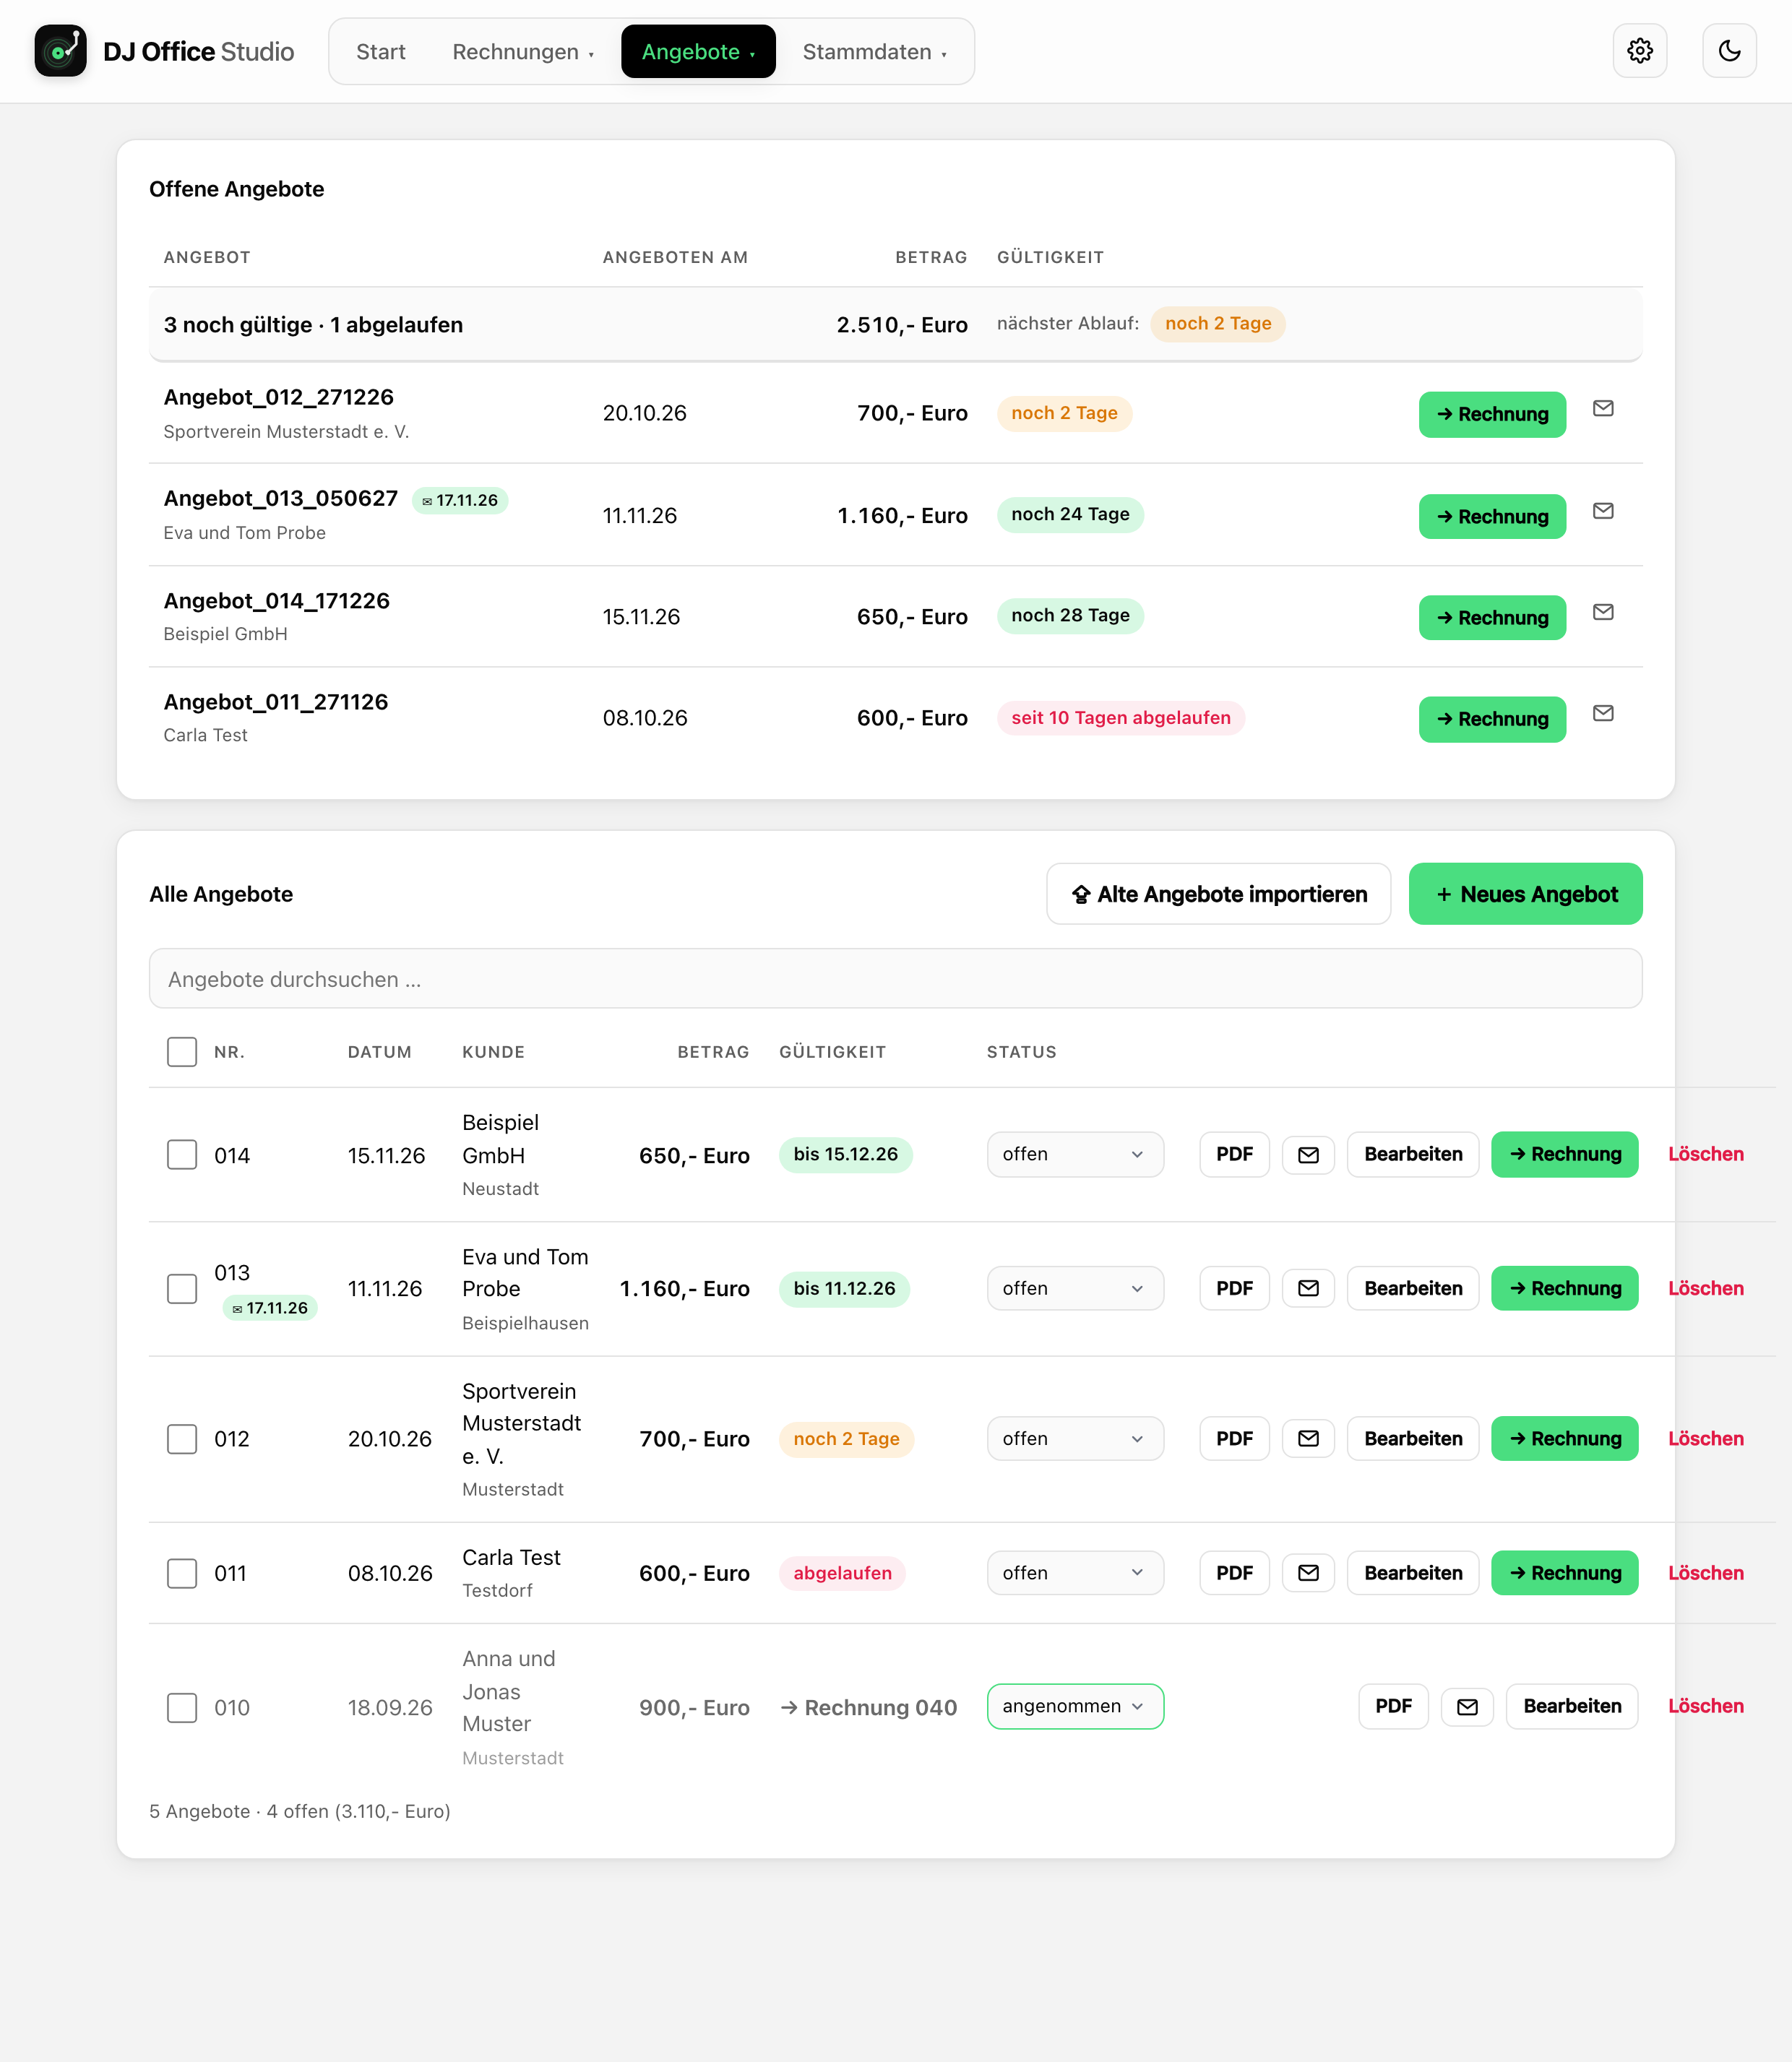 DJ Office Studio Start Rechnungen Angebote Stammdaten
Offene Angebote
ANGEBOT ANGEBOTEN AM BETRAG GÜLTIGKEIT
3 noch gültige · 1 abgelaufen 2.510,- Euro nächster Ablauf: noch 2 Tage
Angebot_012_271226
Sportverein Musterstadt e. V.
20.10.26 700,- Euro noch 2 Tage → Rechnung
Angebot_013_050627 ✉ 17.11.26
Eva und Tom Probe
11.11.26 1.160,- Euro noch 24 Tage → Rechnung
Angebot_014_171226
Beispiel GmbH
15.11.26 650,- Euro noch 28 Tage → Rechnung
Angebot_011_271126
Carla Test
08.10.26 600,- Euro seit 10 Tagen abgelaufen → Rechnung
Alle Angebote Alte Angebote importieren + Neues Angebot
Angebote durchsuchen ...
NR. DATUM KUNDE BETRAG GÜLTIGKEIT STATUS
014 15.11.26
Beispiel
GmbH
Neustadt
650,- Euro bis 15.12.26 offen PDF Bearbeiten → Rechnung Löschen
013
✉ 17.11.26
11.11.26
Eva und Tom
Probe
Beispielhausen
1.160,- Euro bis 11.12.26 offen PDF Bearbeiten → Rechnung Löschen
012 20.10.26
Sportverein
Musterstadt
e. V.
Musterstadt
700,- Euro noch 2 Tage offen PDF Bearbeiten → Rechnung Löschen
011 08.10.26
Carla Test
Testdorf
600,- Euro abgelaufen offen PDF Bearbeiten → Rechnung Löschen
010 18.09.26
Anna und
Jonas
Muster
Musterstadt
900,- Euro → Rechnung 040 angenommen PDF Bearbeiten Löschen
5 Angebote · 4 offen (3.110,- Euro)